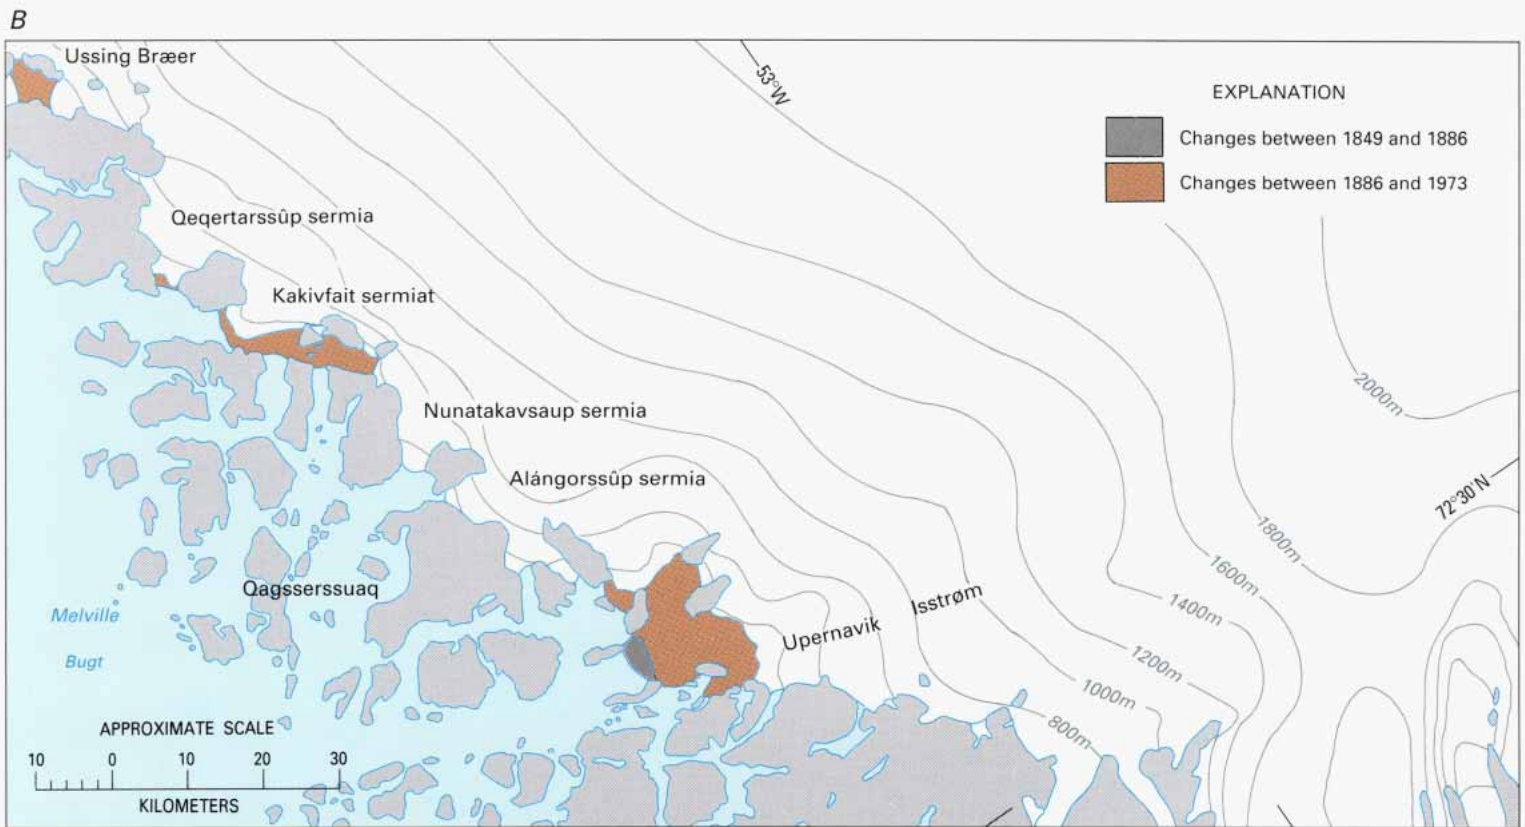 B
Ussing Bræer
53°W
EXPLANATION
Changes between 1849 and 1886
Changes between 1886 and 1973
Qeqertarssûp sermia
Kakivfait sermiat
2000m
Nunatakavsaup sermia
Alángorssûp sermia
72°30'N
1800m
1600m
Qagsserssuaq
Isstrøm
1400m
Melville
Upernavik
Bugt
1200m
1000m
800m
APPROXIMATE SCALE
10 0 10 20 30
KILOMETERS